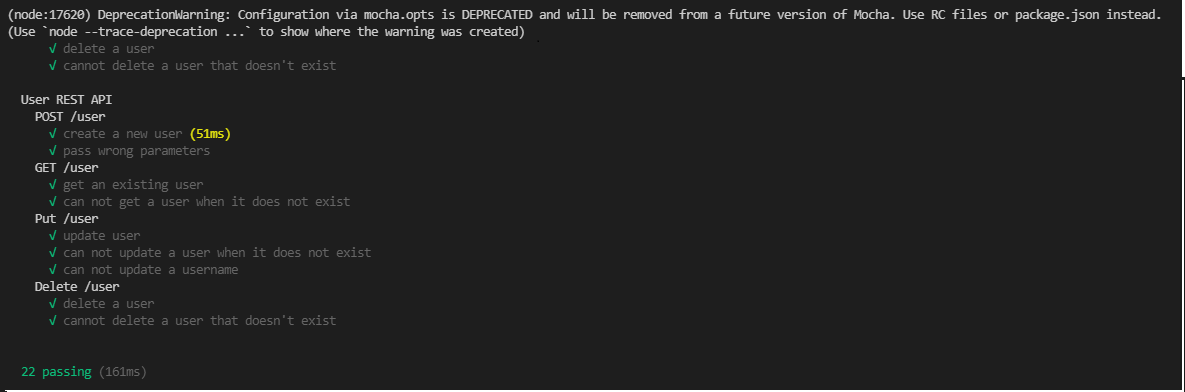 (node:17620) DeprecationWarning: Configuration via mocha.opts is DEPRECATED and will be removed from a future version of Mocha. Use RC files or package.json instead.
(Use `node --trace-deprecation ...` to show where the warning was created)
√ delete a user
√ cannot delete a user that doesn't exist
User REST API
POST /user
√ create a new user (51ms)
√ pass wrong parameters
GET /user
√ get an existing user
√ can not get a user when it does not exist
Put /user
√ update user
√ can not update a user when it does not exist
√ can not update a username
Delete /user
√ delete a user
√ cannot delete a user that doesn't exist
22 passing (161ms)